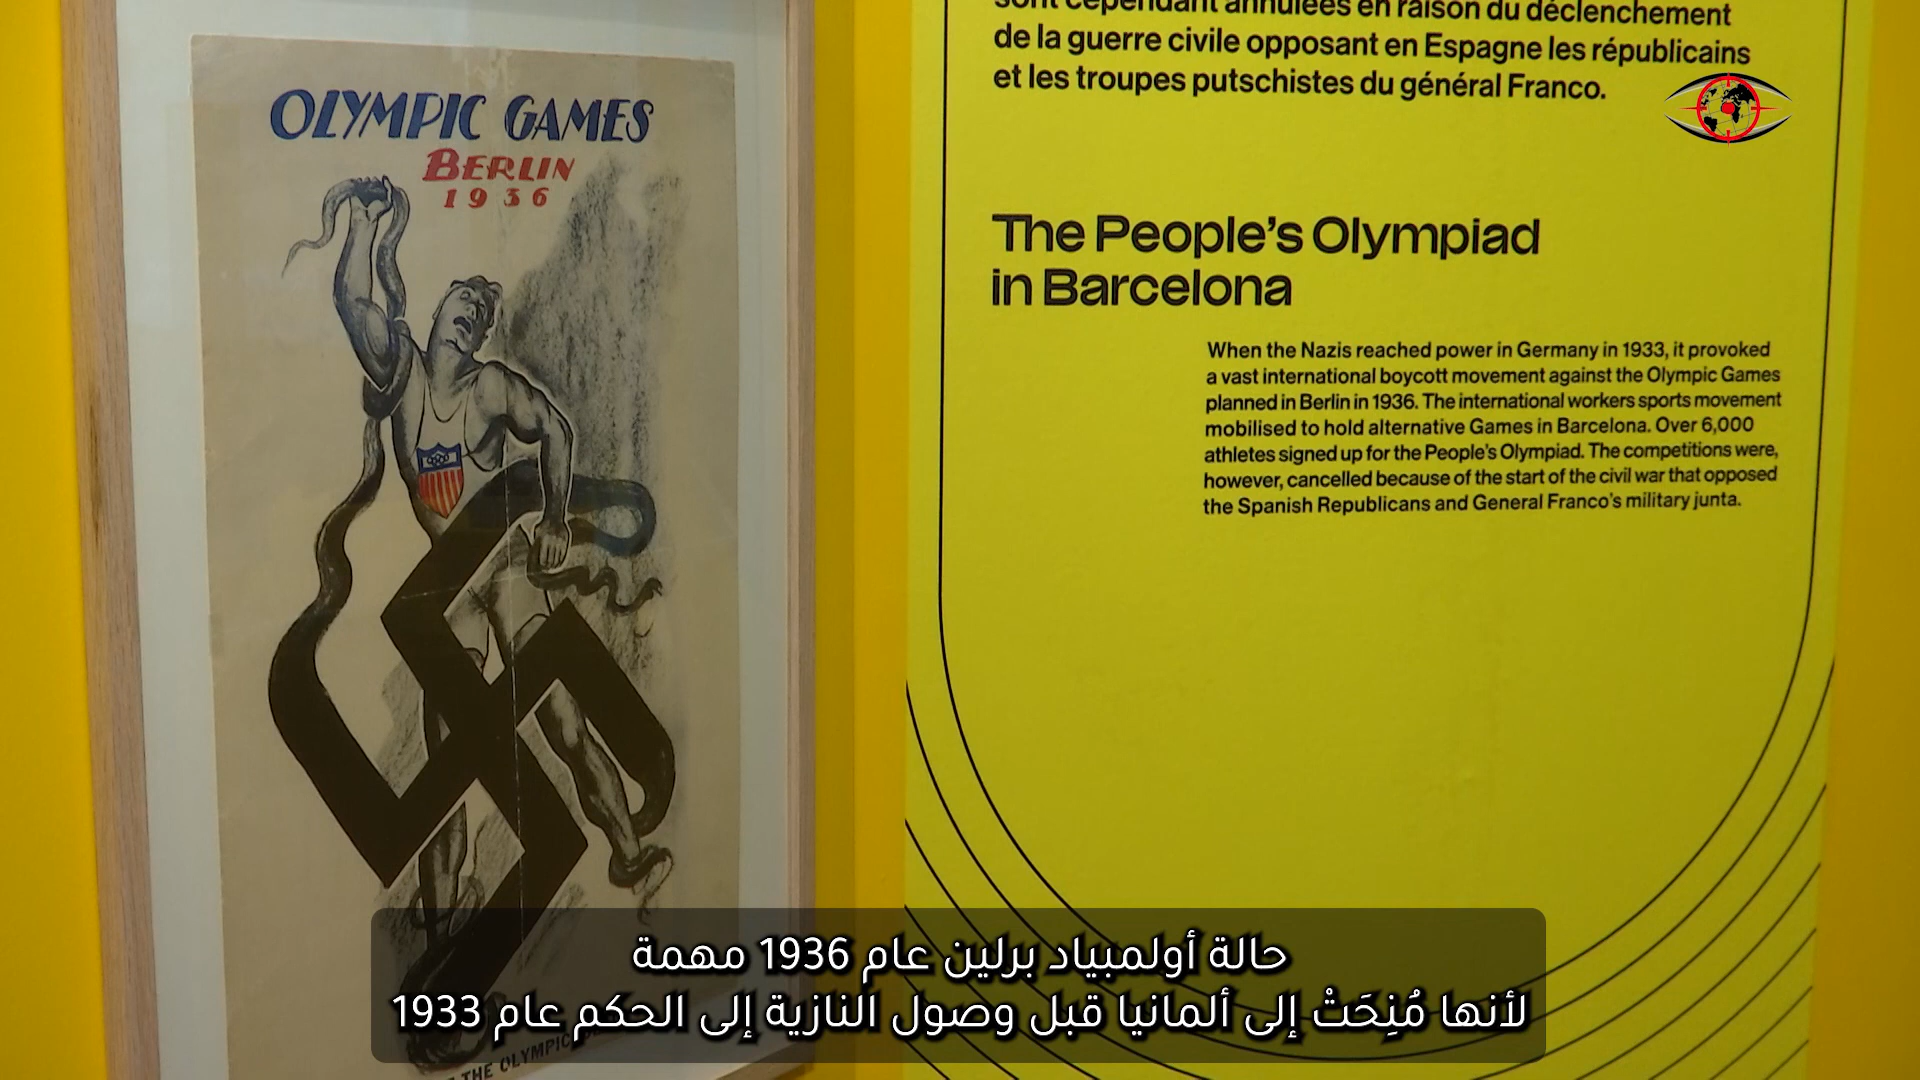 OLYMPIC GAMES
BERLIN
1936
THE OLYMPIC
sont cependant annulées en raison du déclenchement
de la guerre civile opposant en Espagne les républicains
et les troupes putschistes du général Franco.
The People's Olympiad
in Barcelona
When the Nazis reached power in Germany in 1933, it provoked
a vast international boycott movement against the Olympic Games
planned in Berlin in 1936. The international workers sports movement
mobilised to hold alternative Games in Barcelona. Over 6,000
athletes signed up for the People's Olympiad. The competitions were,
however, cancelled because of the start of the civil war that opposed
the Spanish Republicans and General Franco's military junta.
حالة أولمبياد برلين عام 1936 مهمة
لأنها مُنِحَتْ إلى ألمانيا قبل وصول النازية إلى الحكم عام 1933